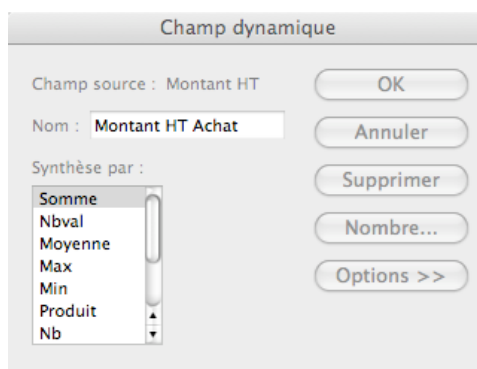 Champ dynamique
Champ source : Montant HT
OK
Nom : Montant HT Achat
Annuler
Synthèse par :
Supprimer
Somme
Nbval
Nombre...
Moyenne
Max
Options >>
Min
Produit
Nb